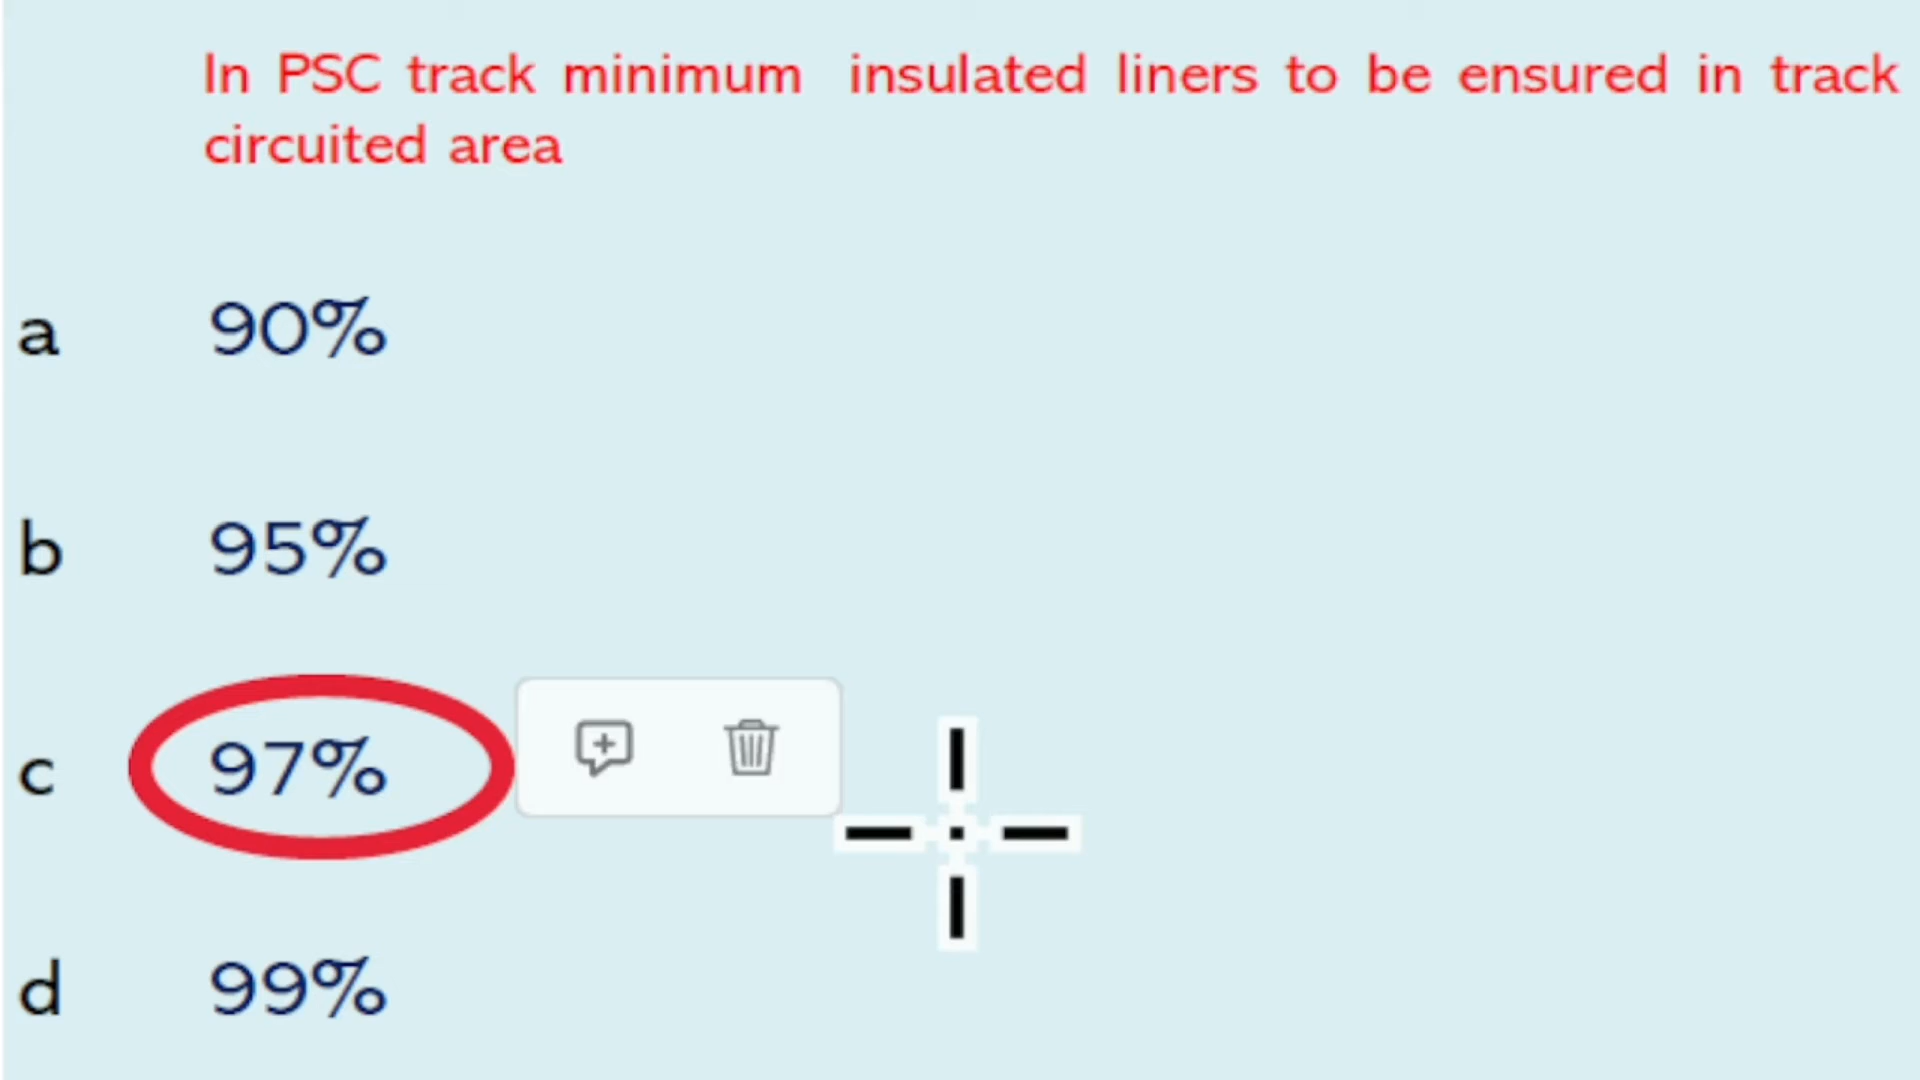 In PSC track minimum insulated liners to be ensured in track
circuited area
a 90%
b 95%
c 97%
d 99%